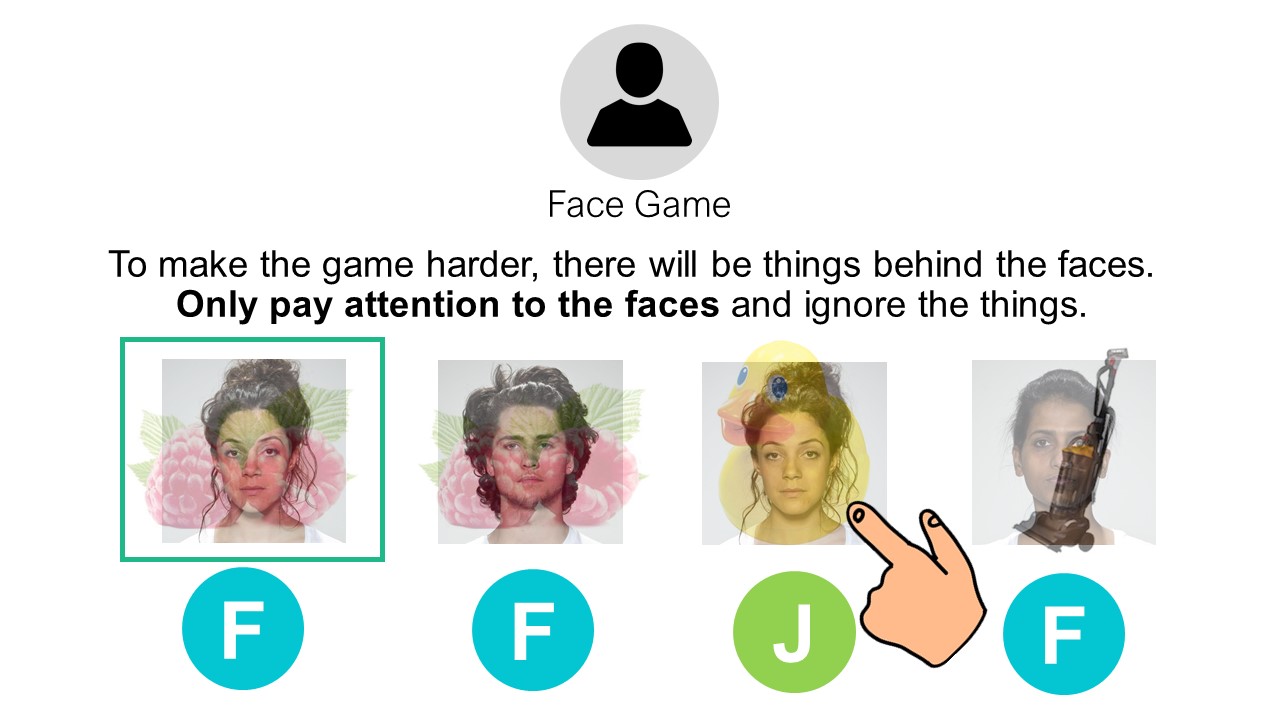 Face Game
To make the game harder, there will be things behind the faces.
Only pay attention to the faces and ignore the things.
F F J F